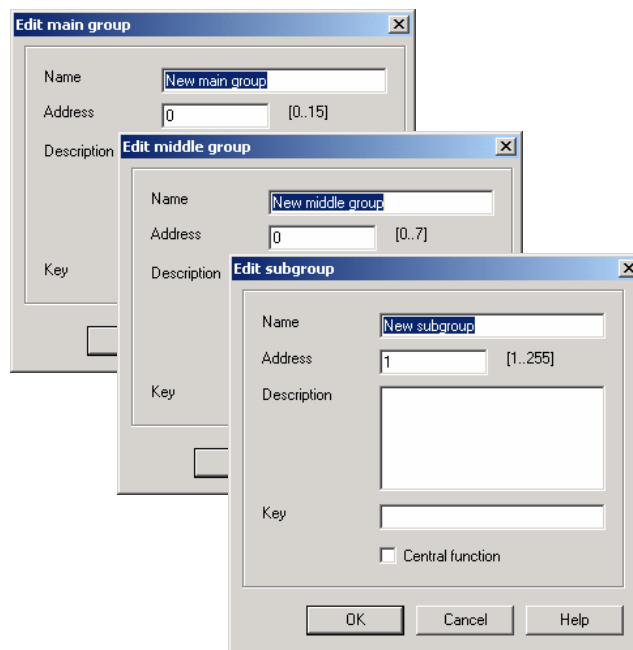 Edit main group
Name New main group
Address 0 [0..15]
Description
Key
Edit middle group
Name New middle group
Address 0 [0..7]
Description
Key
Edit subgroup
Name New subgroup
Address 1 [1..255]
Description
Key
Central function
OK Cancel Help